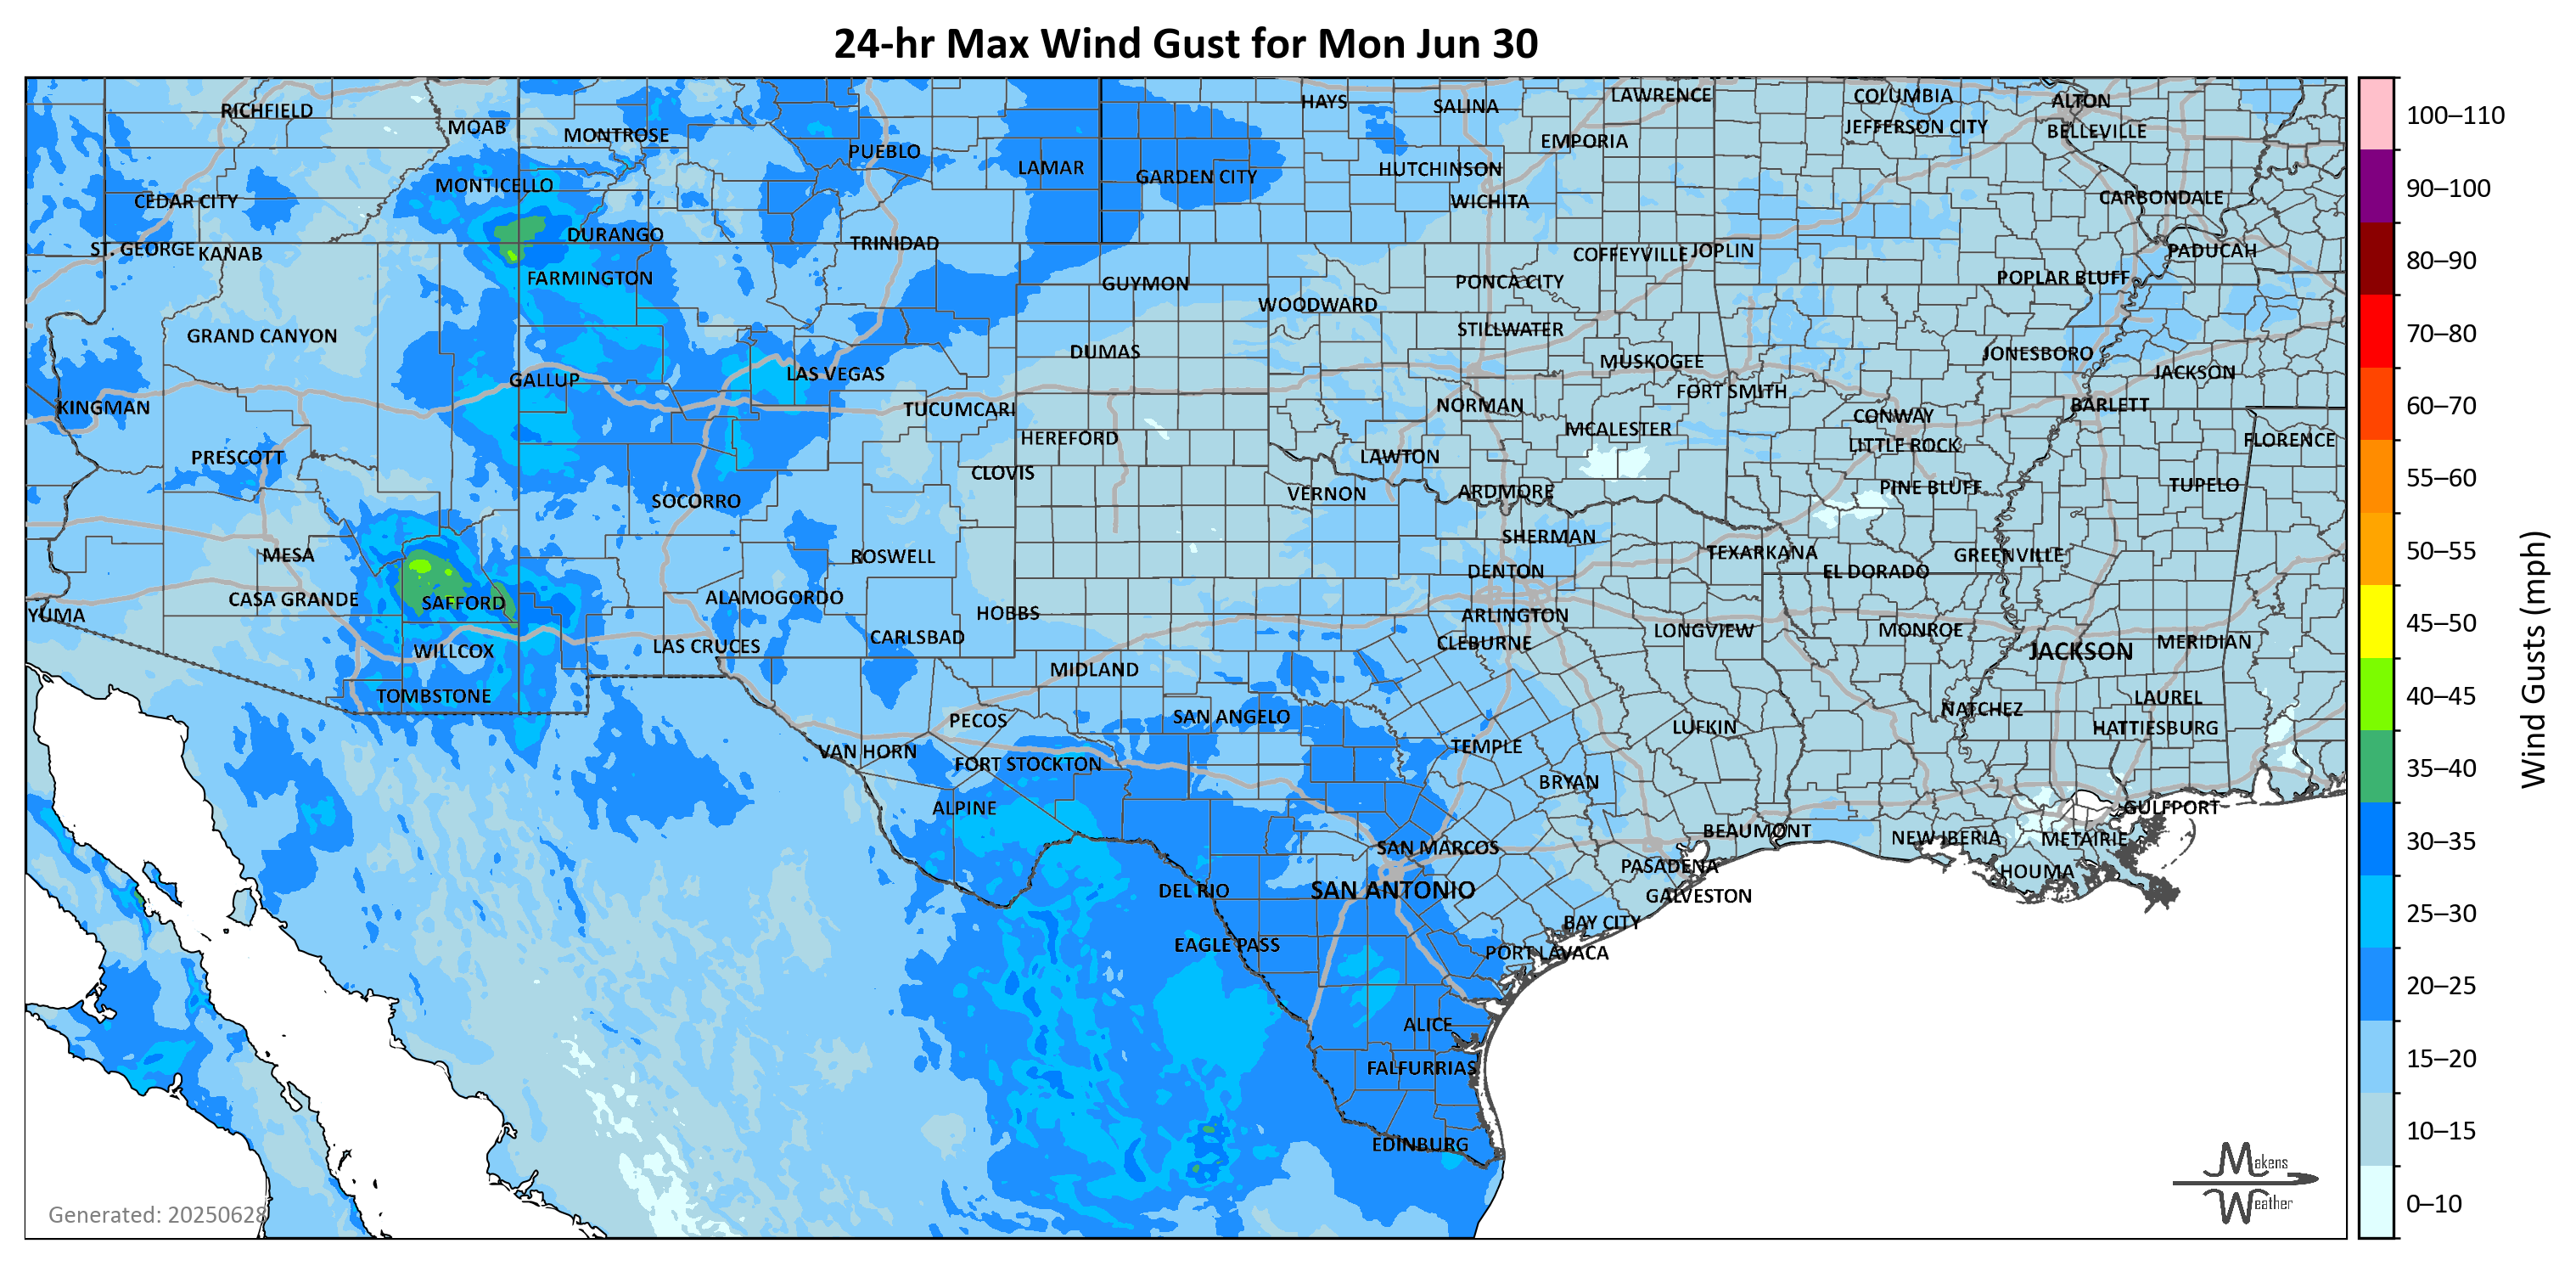 24-hr Max Wind Gust for Mon Jun 30
RICHFIELD
MOAB
MONTROSE
PUEBLO
LAMAR
HAYS
SALINA
LAWRENCE
COLUMBIA
ALTON
EMPORIA
JEFFERSON CITY
BELLEVILLE
MONTICELLO
GARDEN CITY
HUTCHINSON
CEDAR CITY
WICHITA
CARBONDALE
ST. GEORGE
KANAB
DURANGO
TRINIDAD
COFFEYVILLE
JOPLIN
PADUCAH
FARMINGTON
GUYMON
PONCA CITY
POPLAR BLUFF
WOODWARD
GRAND CANYON
STILLWATER
DUMAS
MUSKOGEE
JONESBORO
GALLUP
LAS VEGAS
FORT SMITH
JACKSON
KINGMAN
TUCUMCARI
NORMAN
CONWAY
BARLETT
HEREFORD
MCALESTER
LITTLE ROCK
FLORENCE
PRESCOTT
CLOVIS
LAWTON
SOCORRO
VERNON
ARDMORE
PINE BLUFF
TUPELO
MESA
ROSWELL
SHERMAN
TEXARKANA
GREENVILLE
CASA GRANDE
SAFFORD
ALAMOGORDO
DENTON
EL DORADO
YUMA
HOBBS
ARLINGTON
WILLCOX
LAS CRUCES
CARLSBAD
CLEBURNE
LONGVIEW
MONROE
JACKSON
MERIDIAN
TOMBSTONE
MIDLAND
LAUREL
PECOS
SAN ANGELO
NATCHEZ
VAN HORN
TEMPLE
LUFKIN
HATTIESBURG
FORT STOCKTON
BRYAN
ALPINE
GULFPORT
SAN MARCOS
BEAUMONT
NEW IBERIA
METAIRIE
DEL RIO
SAN ANTONIO
PASADENA
HOUMA
GALVESTON
EAGLE PASS
BAY CITY
PORT LAVACA
ALICE
FALFURRIAS
EDINBURG
Generated: 20250628
Makens
Weather
100–110
90–100
80–90
70–80
60–70
55–60
50–55
45–50
40–45
35–40
30–35
25–30
20–25
15–20
10–15
0–10
Wind Gusts (mph)